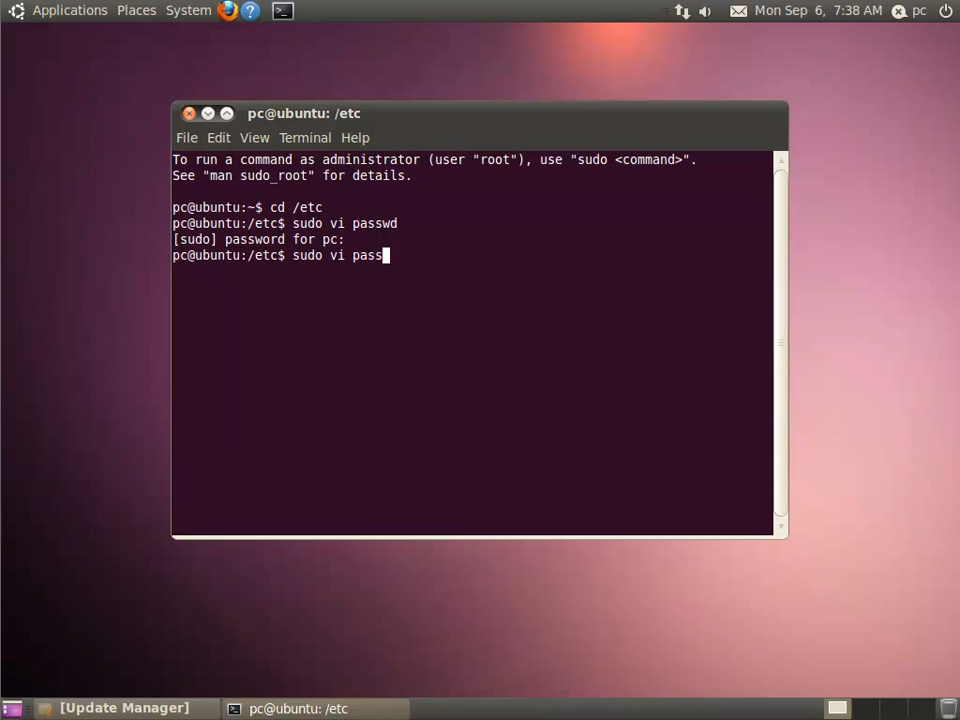 Applications Places System Mon Sep 6, 7:38 AM pc
pc@ubuntu: /etc
File Edit View Terminal Help
To run a command as administrator (user "root"), use "sudo <command>".
See "man sudo_root" for details.
pc@ubuntu:~$ cd /etc
pc@ubuntu:/etc$ sudo vi passwd
[sudo] password for pc:
pc@ubuntu:/etc$ sudo vi pass
[Update Manager] pc@ubuntu: /etc